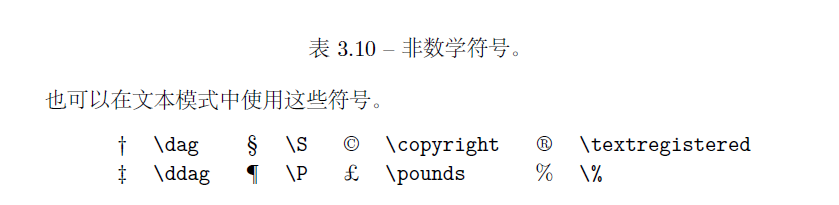 表 3.10 – 非数学符号。
也可以在文本模式中使用这些符号。
† \dag § \S © \copyright ® \textregistered
‡ \ddag ¶ \P £ \pounds % \%